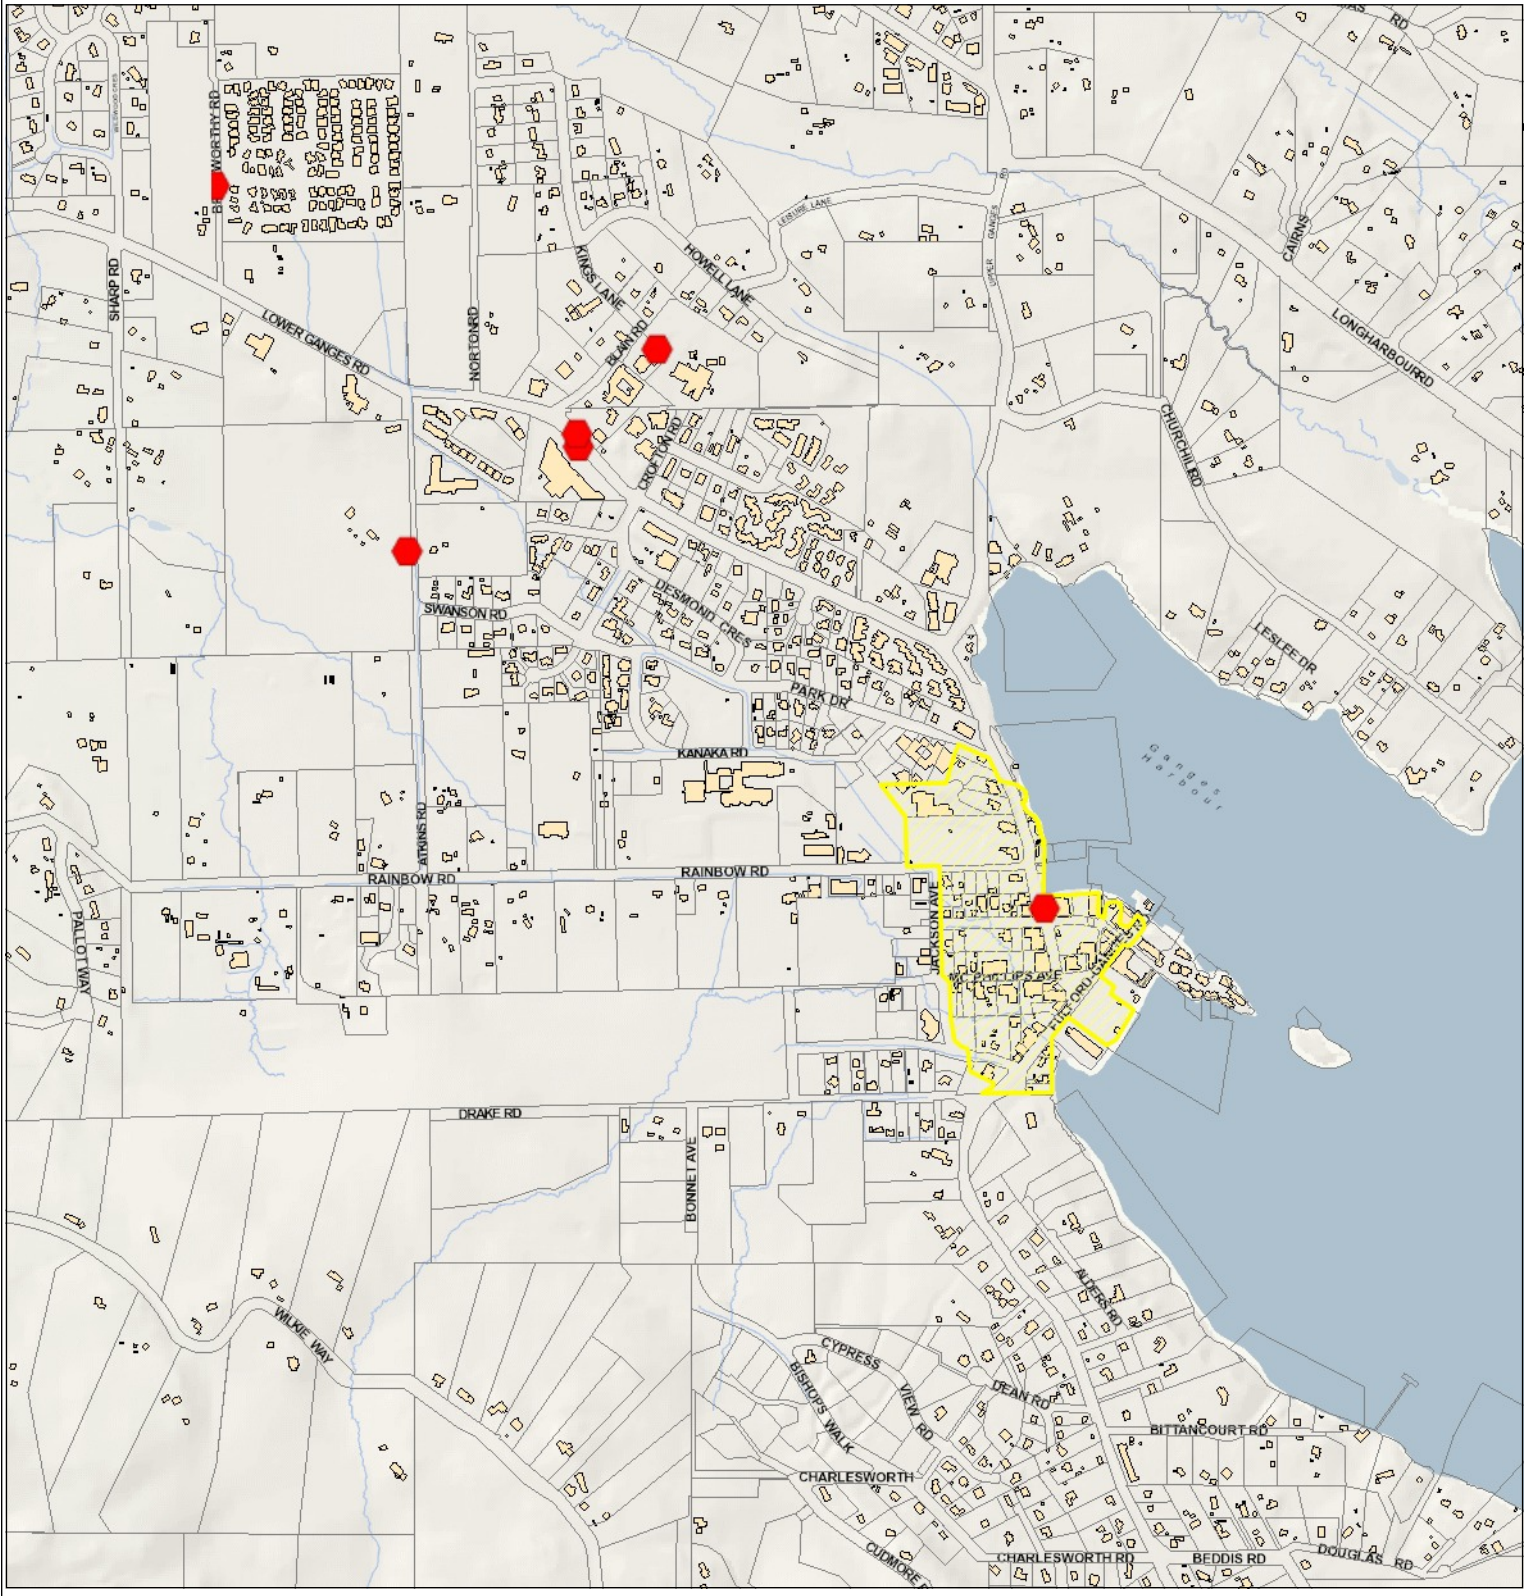 RD
WORTHY RD
LEISURE LANE
UPPER
GANGES
RD
CAIRNS
SHARP RD
KINGS LANE
HOWELL LANE
LOWER GANGES RD
NORTON RD
BLAIN RD
LONGHARBOUR RD
CROFTON RD
CHURCHIL RD
SWANSON RD
DESMOND CRES
LESLEE DR
PARK DR
KANAKA RD
Ganges
Harbour
ATKINS RD
RAINBOW RD
RAINBOW RD
JACKSON AVE
PALLOT WAY
DRAKE RD
BONNET AVE
ALDERS RD
WILKIE WAY
CYPRESS
VIEW RD
BISHOPS WALK
DEAN RD
BITTANCOURT RD
CHARLESWORTH
CUDMORE
CHARLESWORTH RD
BEDDIS RD
DOUGLAS RD